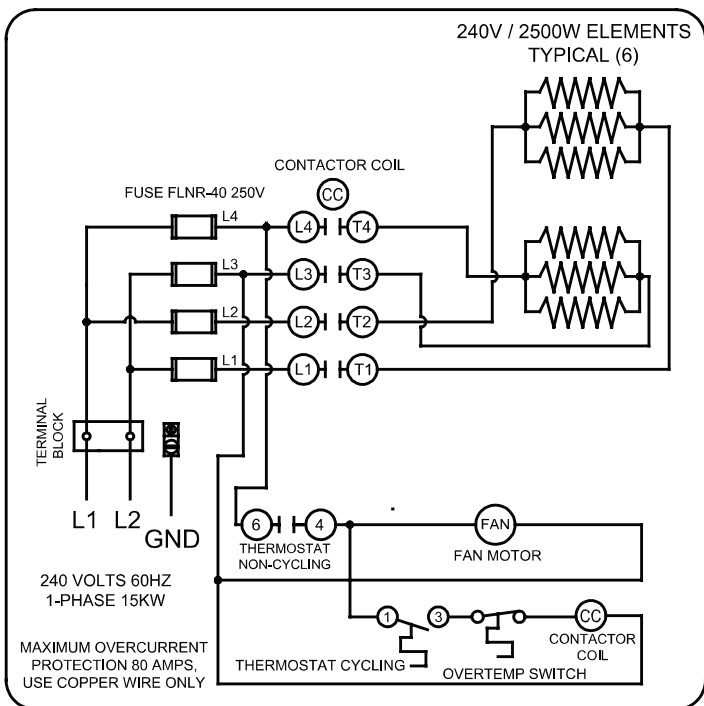 240V / 2500W ELEMENTS
TYPICAL (6)
CONTACTOR COIL
CC
FUSE FLNR-40 250V
L4
L4
T4
L3
L3
T3
L2
L2
T2
L1
L1
T1
TERMINAL
BLOCK
L1 L2
GND
6
4
FAN
THERMOSTAT
NON-CYCLING
FAN MOTOR
240 VOLTS 60HZ
1-PHASE 15KW
1
3
CC
CONTACTOR
COIL
MAXIMUM OVERCURRENT
PROTECTION 80 AMPS,
USE COPPER WIRE ONLY
THERMOSTAT CYCLING
OVERTEMP SWITCH